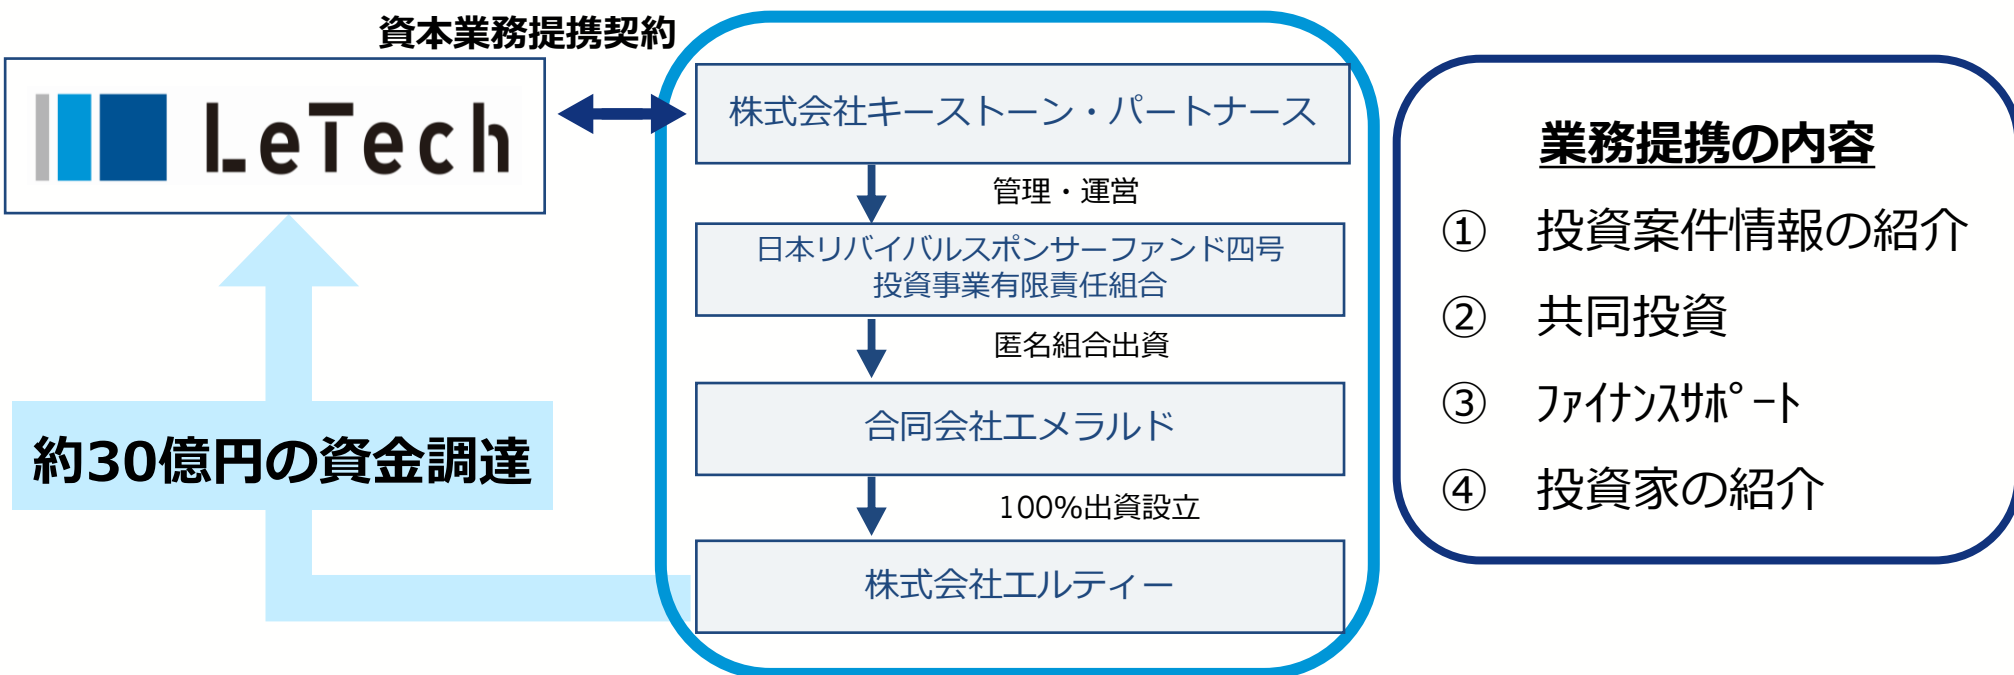 資本業務提携契約
LeTech
約30億円の資金調達
株式会社キーストーン・パートナース
管理・運営
日本リバイバルスポンサーファンド四号
投資事業有限責任組合
匿名組合出資
合同会社エメラルド
100%出資設立
株式会社エルティー
業務提携の内容
① 投資案件情報の紹介
② 共同投資
③ ﾌｧｲﾅﾝｽｻﾎﾟｰﾄ
④ 投資家の紹介